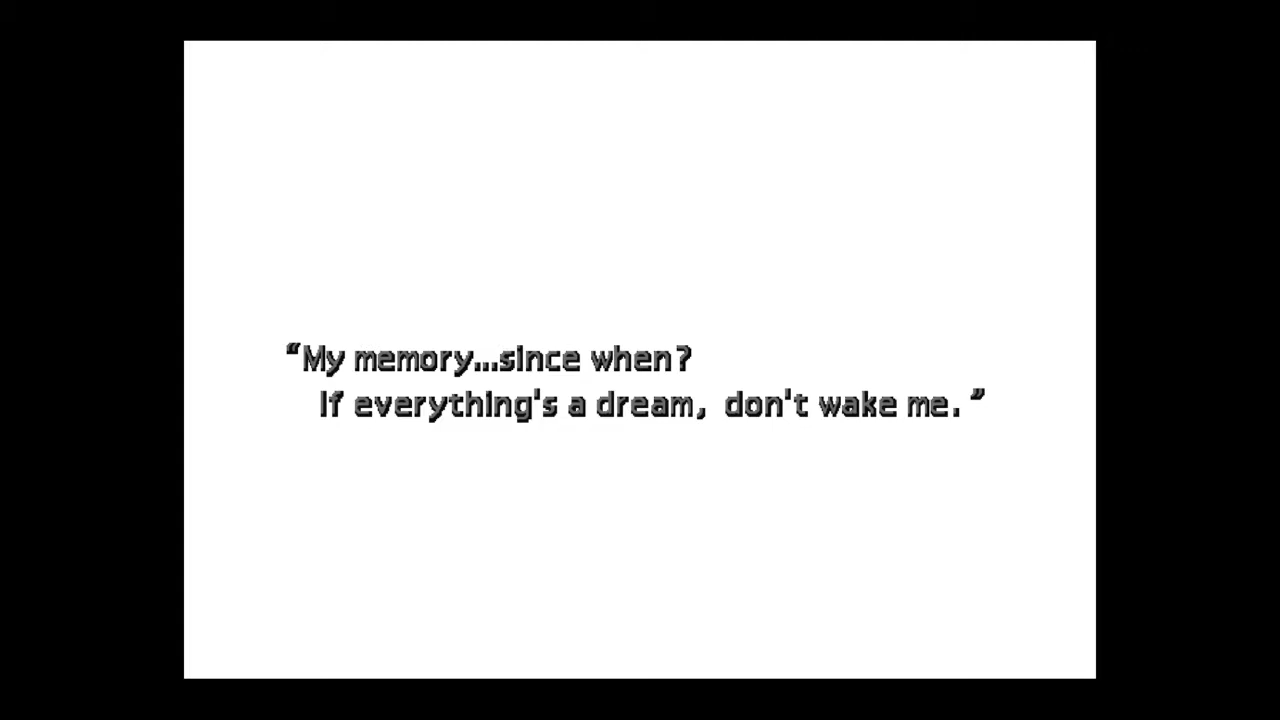 “My memory...since when?
If everything's a dream, don't wake me.”